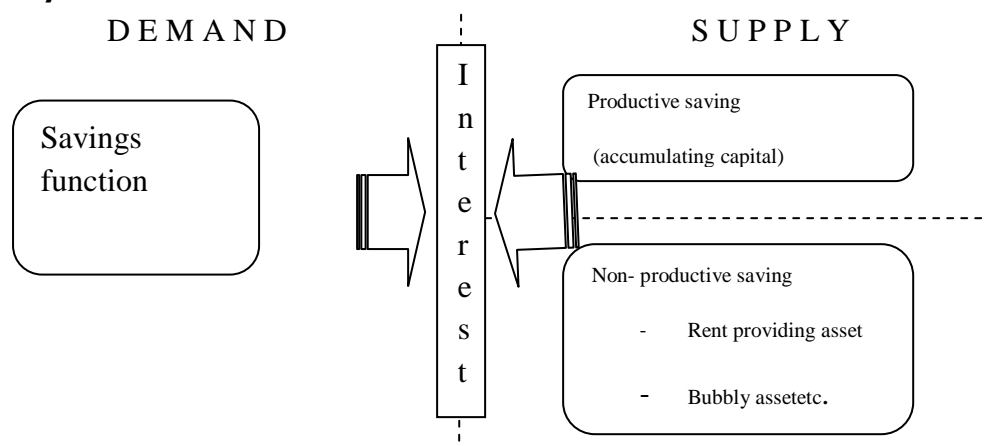 D E M A N D
S U P P L Y
Savings
function
I
n
t
e
r
e
s
t
Productive saving
(accumulating capital)
Non- productive saving
- Rent providing asset
- Bubbly assetetc.